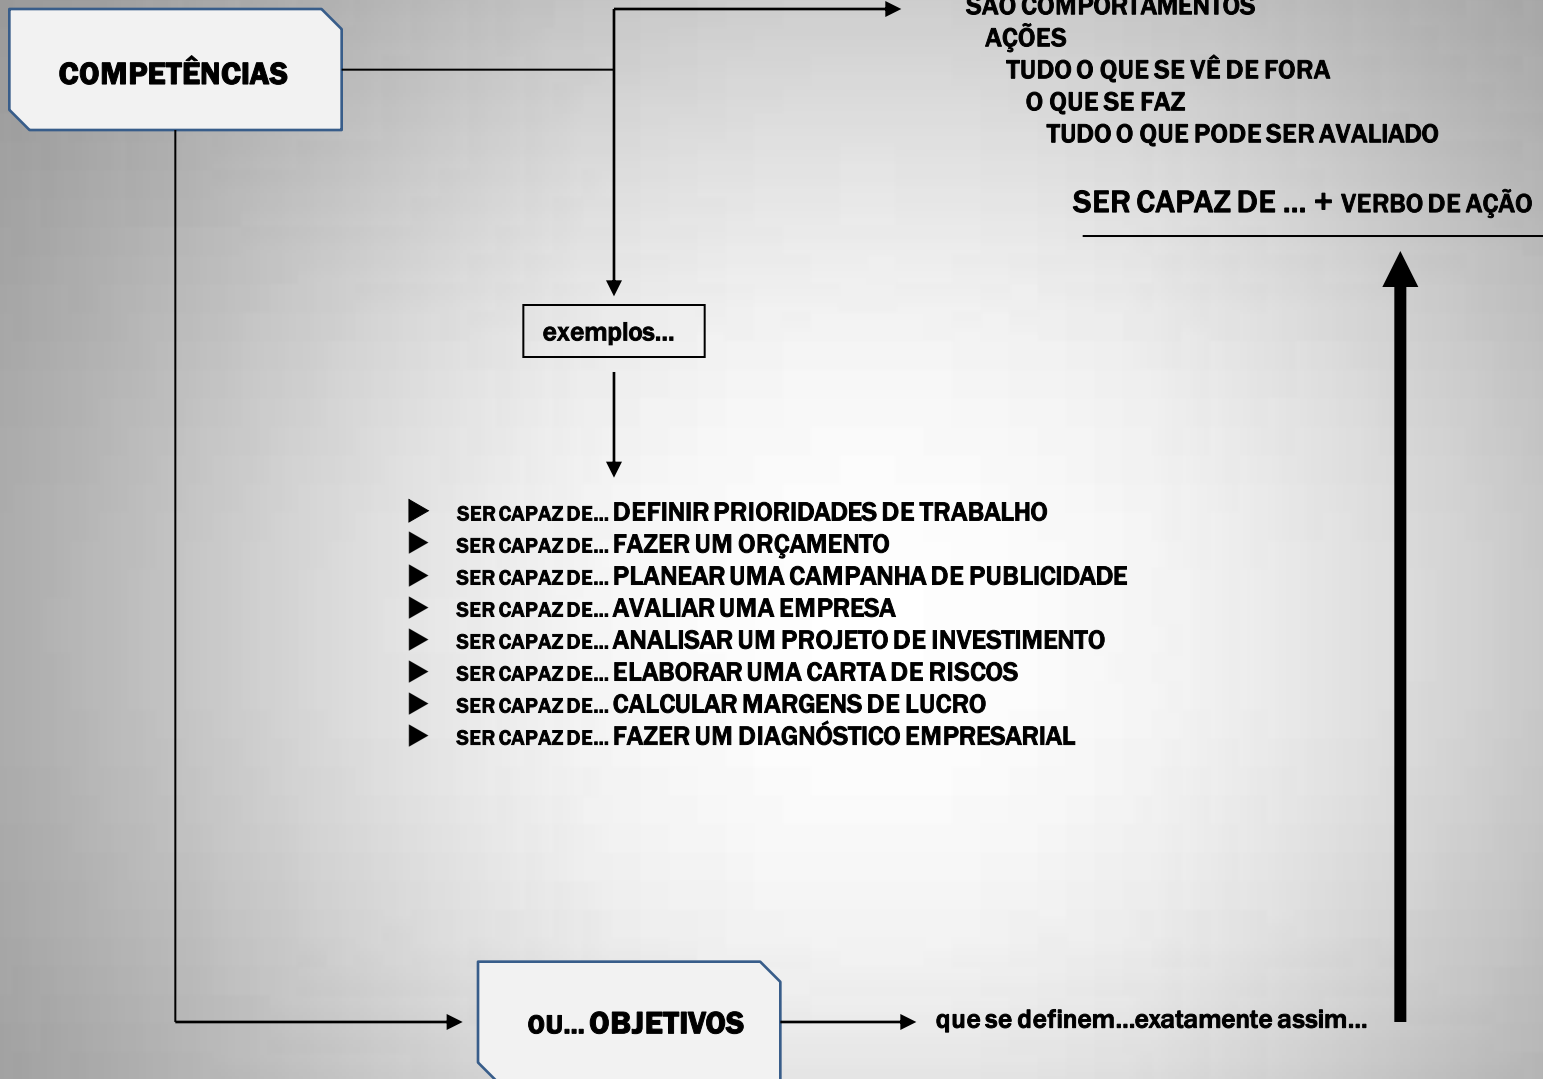 COMPETÊNCIAS
SÃO COMPORTAMENTOS
AÇÕES
TUDO O QUE SE VÊ DE FORA
O QUE SE FAZ
TUDO O QUE PODE SER AVALIADO
SER CAPAZ DE ... + VERBO DE AÇÃO
exemplos...
SER CAPAZ DE... DEFINIR PRIORIDADES DE TRABALHO
SER CAPAZ DE... FAZER UM ORÇAMENTO
SER CAPAZ DE... PLANEAR UMA CAMPANHA DE PUBLICIDADE
SER CAPAZ DE... AVALIAR UMA EMPRESA
SER CAPAZ DE... ANALISAR UM PROJETO DE INVESTIMENTO
SER CAPAZ DE... ELABORAR UMA CARTA DE RISCOS
SER CAPAZ DE... CALCULAR MARGENS DE LUCRO
SER CAPAZ DE... FAZER UM DIAGNÓSTICO EMPRESARIAL
OU... OBJETIVOS
que se definem...exatamente assim...